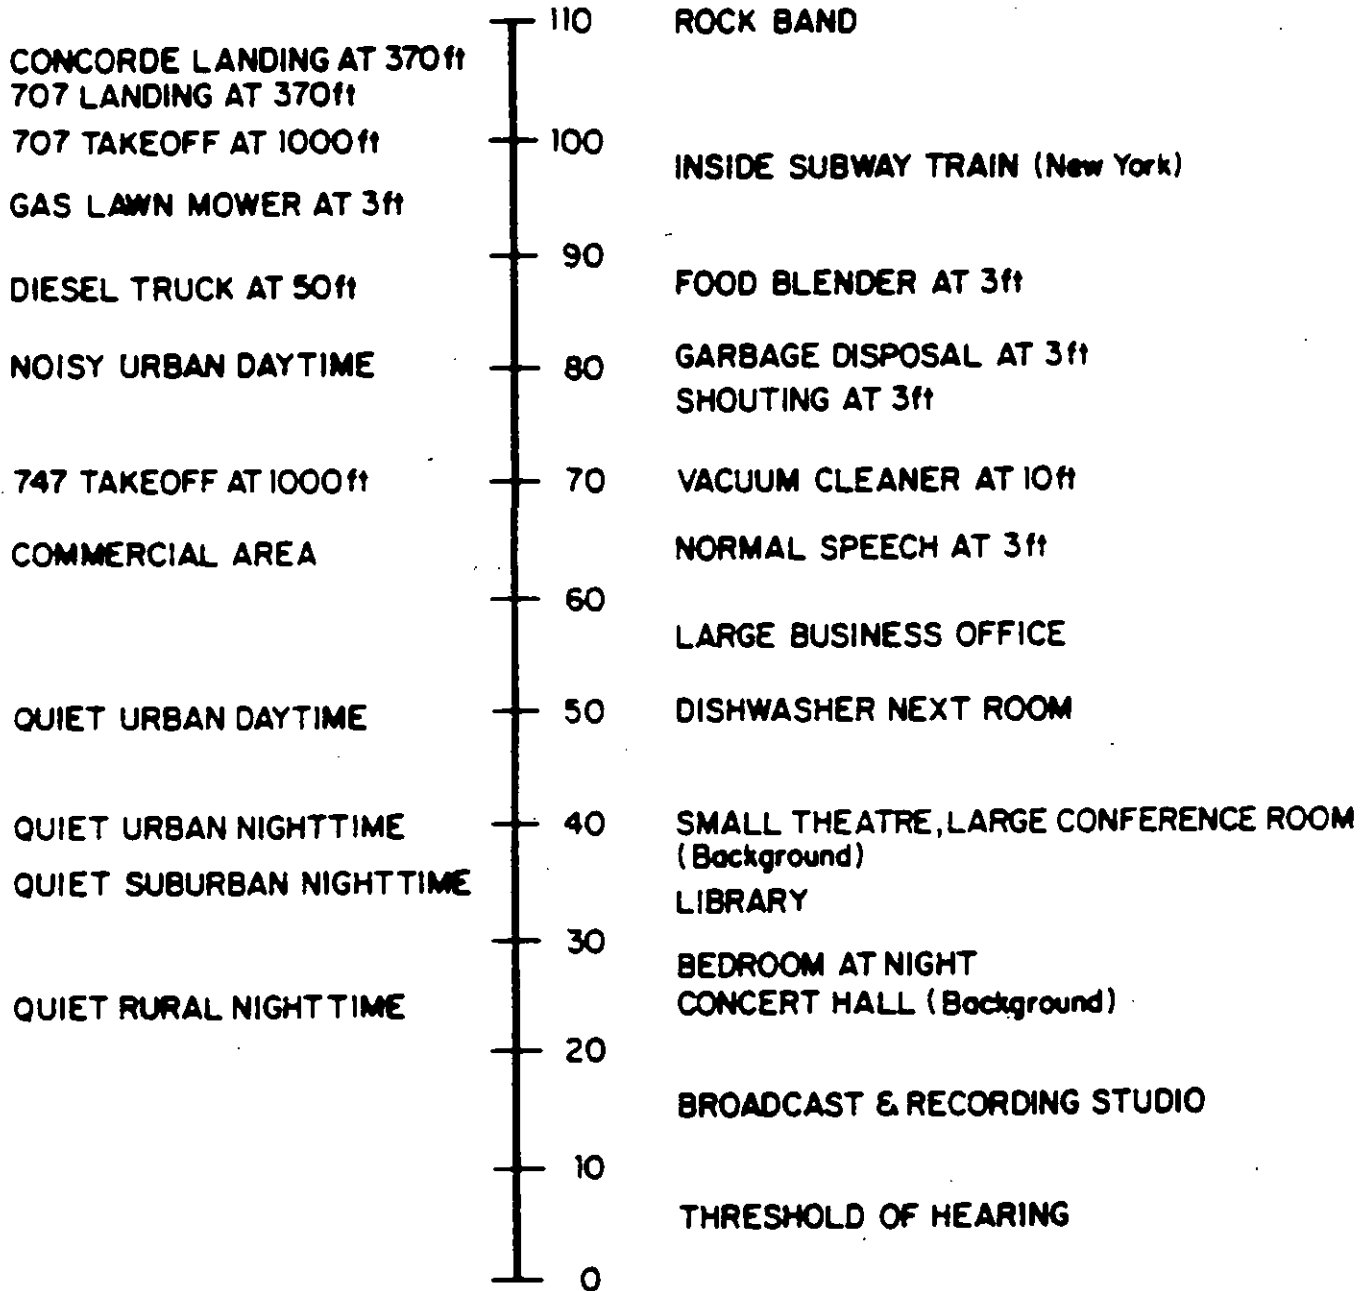 110 ROCK BAND
CONCORDE LANDING AT 370ft
707 LANDING AT 370ft
707 TAKEOFF AT 1000ft 100
INSIDE SUBWAY TRAIN (New York)
GAS LAWN MOWER AT 3ft
90
DIESEL TRUCK AT 50ft FOOD BLENDER AT 3ft
NOISY URBAN DAYTIME 80 GARBAGE DISPOSAL AT 3ft
SHOUTING AT 3ft
747 TAKEOFF AT 1000ft 70 VACUUM CLEANER AT 10ft
COMMERCIAL AREA NORMAL SPEECH AT 3ft
60
LARGE BUSINESS OFFICE
QUIET URBAN DAYTIME 50 DISHWASHER NEXT ROOM
QUIET URBAN NIGHTTIME 40 SMALL THEATRE, LARGE CONFERENCE ROOM
(Background)
QUIET SUBURBAN NIGHTTIME LIBRARY
30
BEDROOM AT NIGHT
QUIET RURAL NIGHTTIME CONCERT HALL (Background)
20
BROADCAST & RECORDING STUDIO
10
THRESHOLD OF HEARING
0